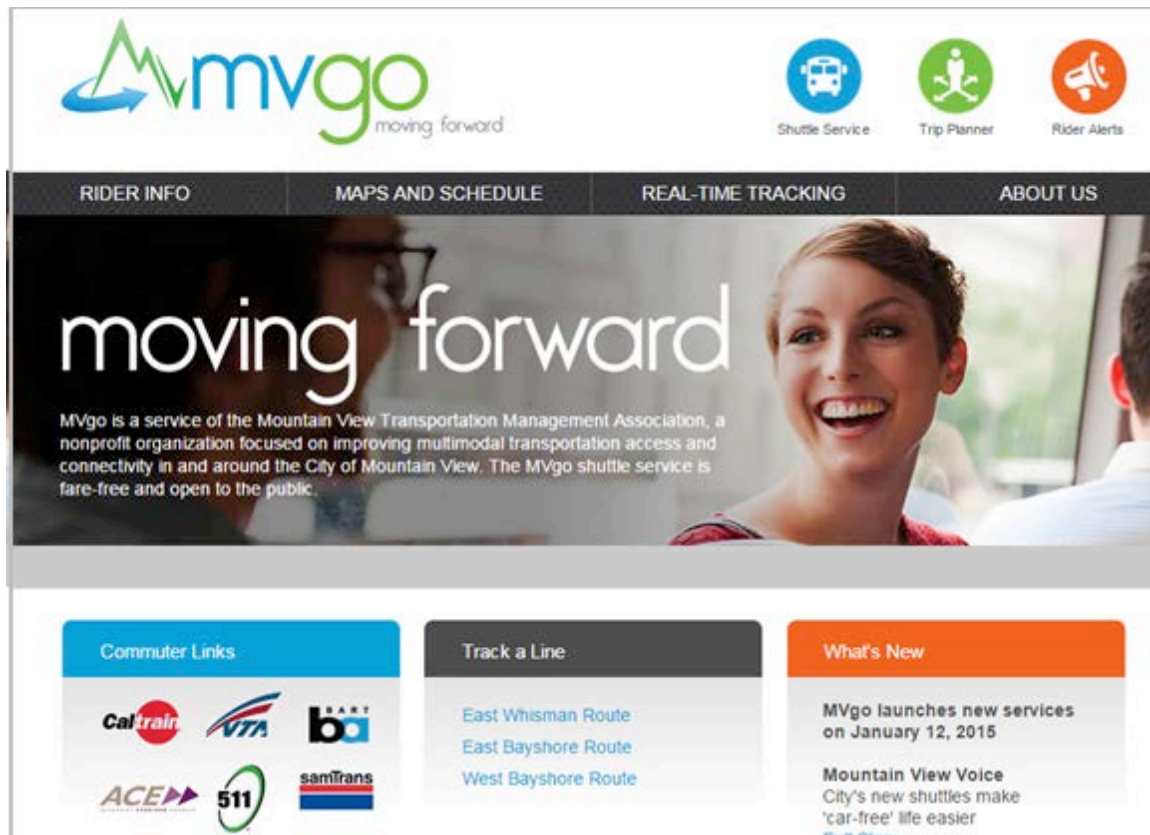 mvgo
moving forward
Shuttle Service
Trip Planner
Rider Alerts
RIDER INFO
MAPS AND SCHEDULE
REAL-TIME TRACKING
ABOUT US
moving forward
MVgo is a service of the Mountain View Transportation Management Association, a
nonprofit organization focused on improving multimodal transportation access and
connectivity in and around the City of Mountain View. The MVgo shuttle service is
fare-free and open to the public.
Commuter Links
Caltrain
VTA
BART
ba
ACE
511
samTrans
Track a Line
East Whisman Route
East Bayshore Route
West Bayshore Route
What's New
MVgo launches new services
on January 12, 2015
Mountain View Voice
City's new shuttles make
'car-free' life easier